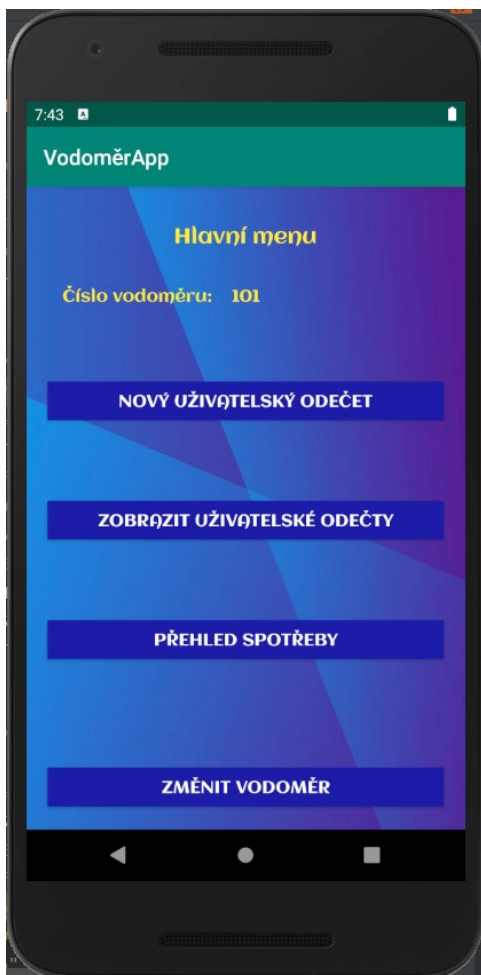 7:43 A
VodoměrApp
Hlavní menu
Číslo vodoměru: 101
NOVÝ UŽIVATELSKÝ ODEČET
ZOBRAZIT UŽIVATELSKÉ ODEČTY
PŘEHLED SPOTŘEBY
ZMĚNIT VODOMĚR